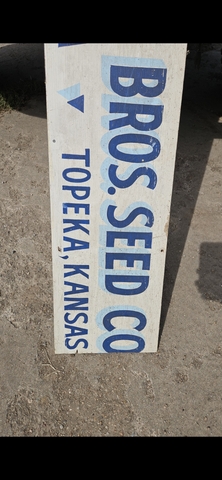 BROS. SEED CO
TOPEKA, KANSAS